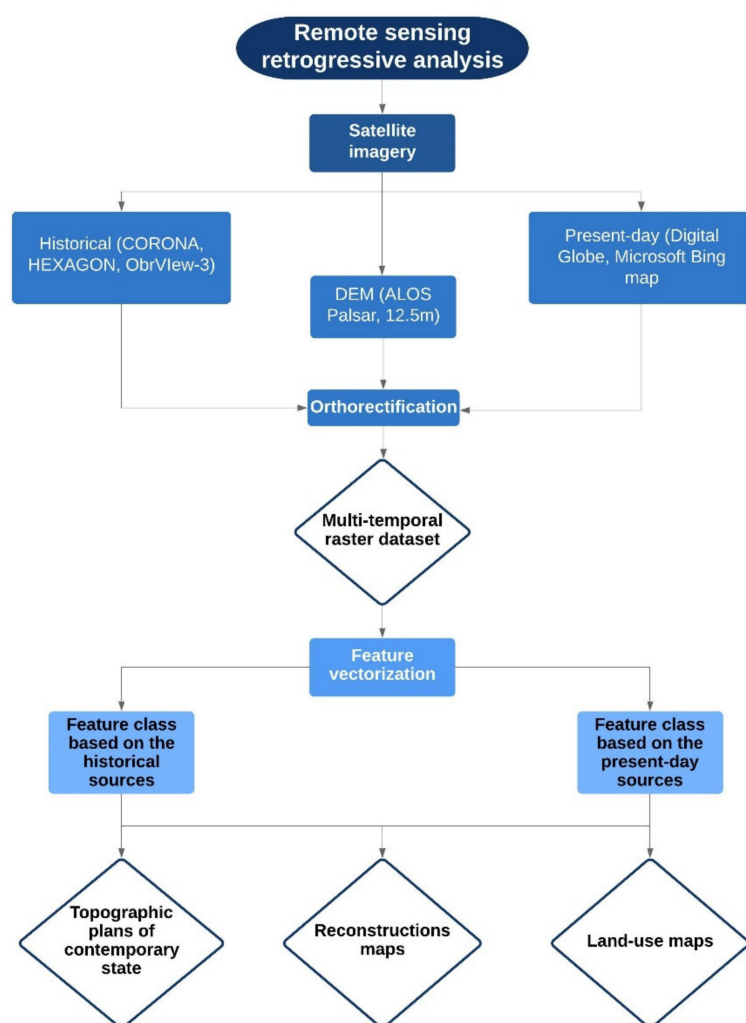 Remote sensing
retrogressive analysis
Satellite
imagery
Historical (CORONA,
HEXAGON, ObrVIew-3)
DEM (ALOS
Palsar, 12.5m)
Present-day (Digital
Globe, Microsoft Bing
map
Orthorectification
Multi-temporal
raster dataset
Feature
vectorization
Feature class
based on the
historical
sources
Feature class
based on the
present-day
sources
Topographic
plans of
contemporary
state
Reconstructions
maps
Land-use maps